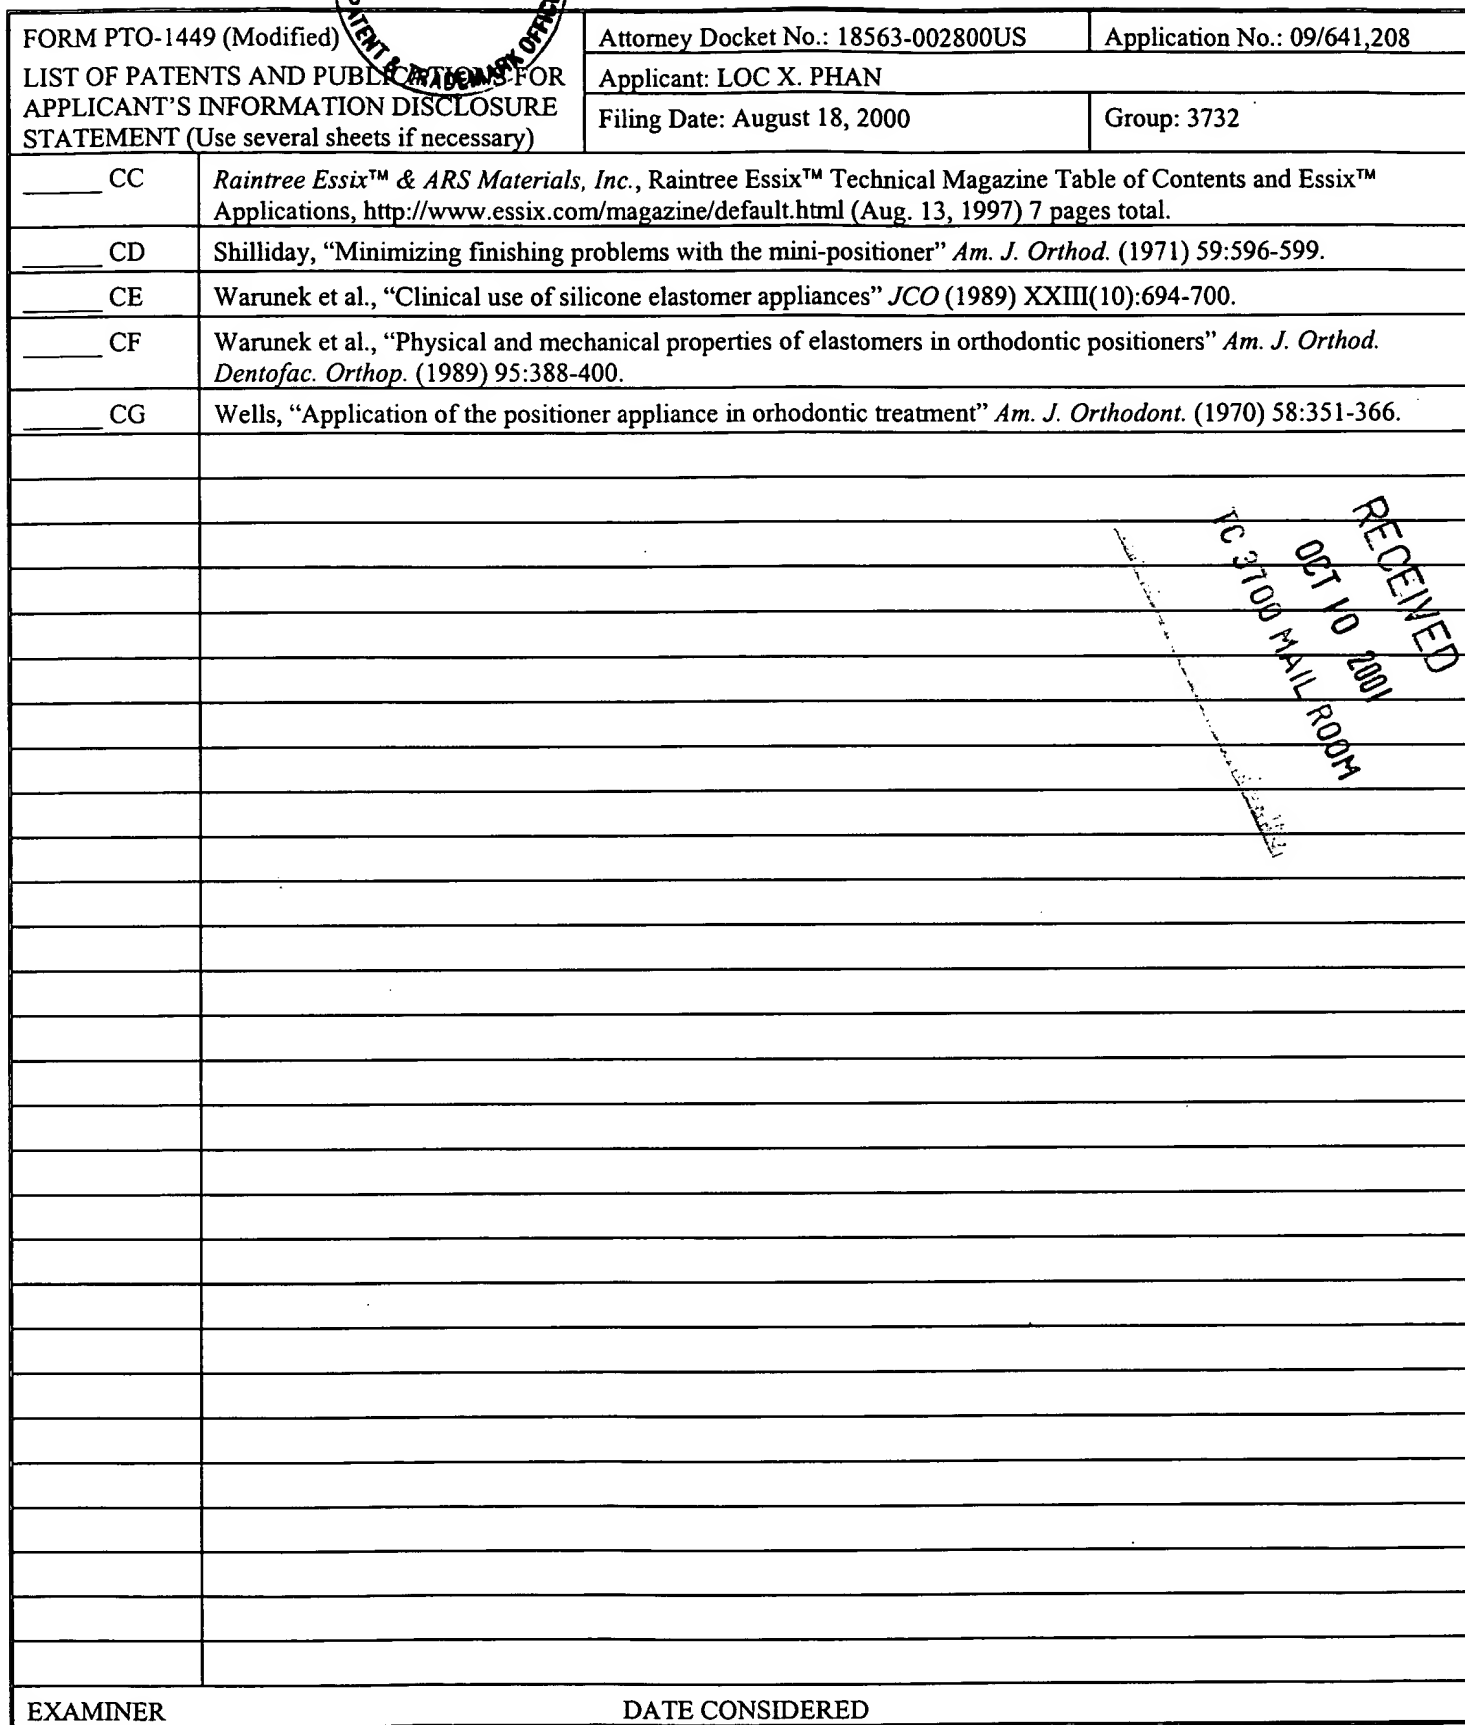 PATENT & TRADEMARK OFFICE
FORM PTO-1449 (Modified)
LIST OF PATENTS AND PUBLICATIONS FOR
APPLICANT'S INFORMATION DISCLOSURE
STATEMENT (Use several sheets if necessary)
Attorney Docket No.: 18563-002800US
Application No.: 09/641,208
Applicant: LOC X. PHAN
Filing Date: August 18, 2000
Group: 3732
CC
Raintree Essix™ & ARS Materials, Inc., Raintree Essix™ Technical Magazine Table of Contents and Essix™
Applications, http://www.essix.com/magazine/default.html (Aug. 13, 1997) 7 pages total.
CD
Shilliday, “Minimizing finishing problems with the mini-positioner” Am. J. Orthod. (1971) 59:596-599.
CE
Warunek et al., “Clinical use of silicone elastomer appliances” JCO (1989) XXIII(10):694-700.
CF
Warunek et al., “Physical and mechanical properties of elastomers in orthodontic positioners” Am. J. Orthod.
Dentofac. Orthop. (1989) 95:388-400.
CG
Wells, “Application of the positioner appliance in orhodontic treatment” Am. J. Orthodont. (1970) 58:351-366.
RECEIVED
OCT 10 2001
TC 3700 MAIL ROOM
EXAMINER
DATE CONSIDERED